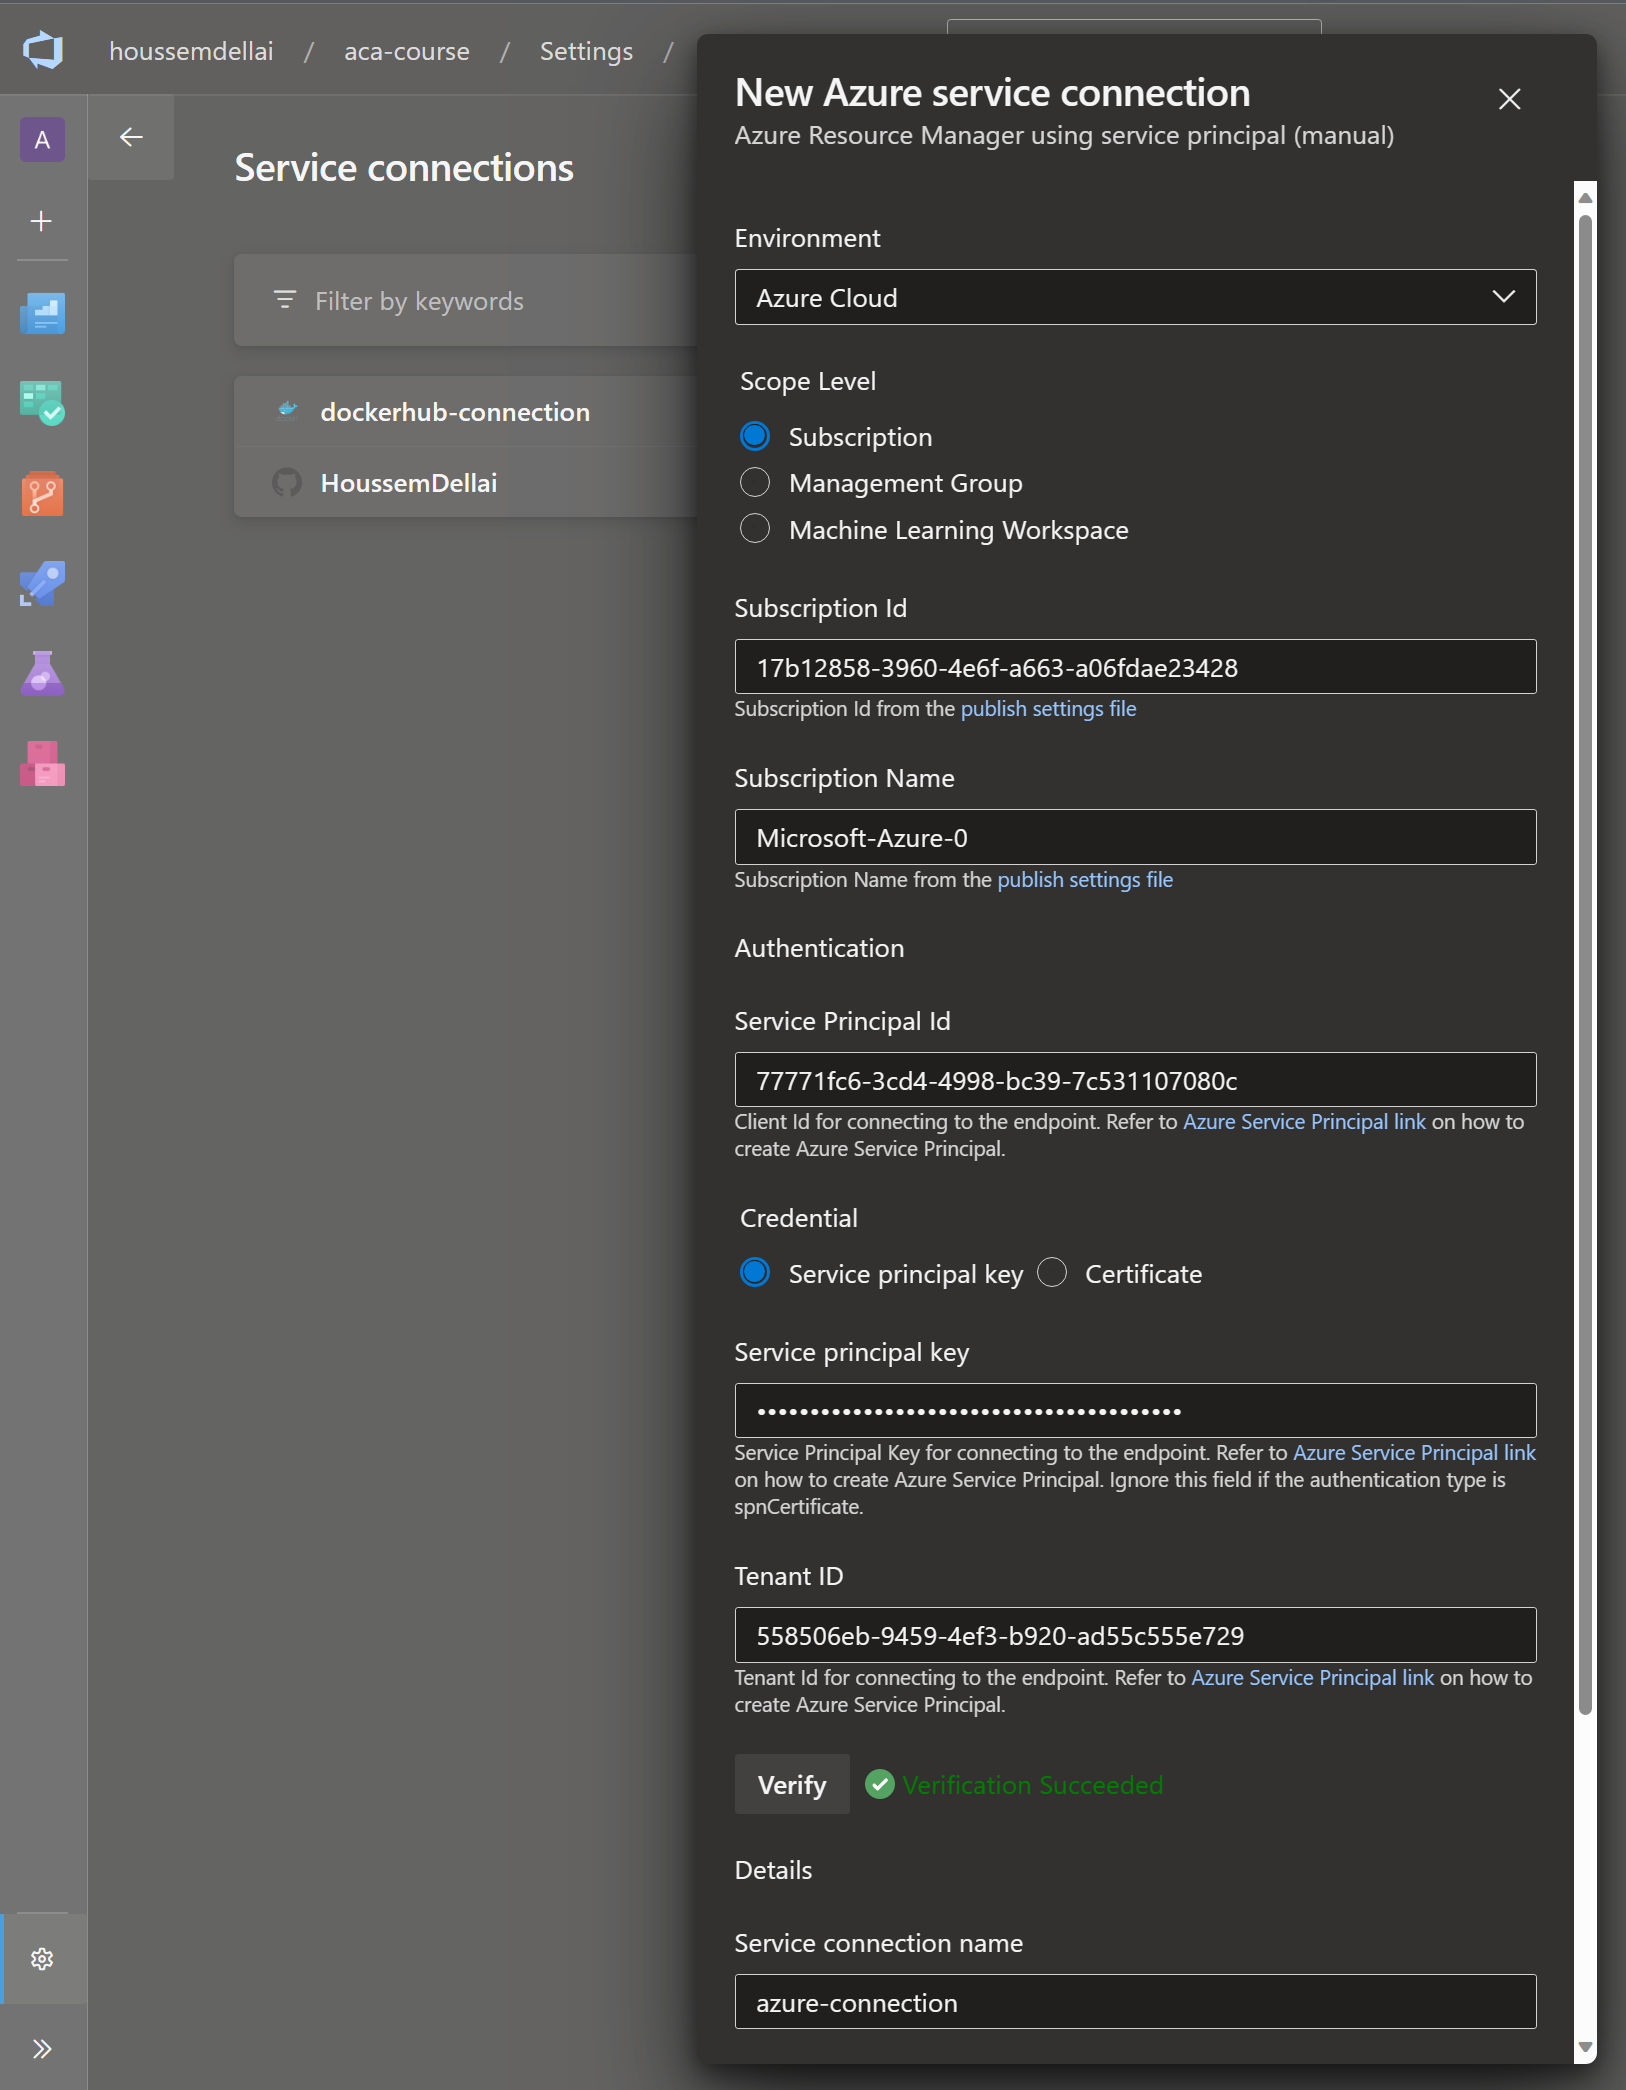 houssemdellai / aca-course / Settings /
A
Service connections
Filter by keywords
dockerhub-connection
HoussemDellai
New Azure service connection
Azure Resource Manager using service principal (manual)
Environment
Azure Cloud
Scope Level
Subscription
Management Group
Machine Learning Workspace
Subscription Id
17b12858-3960-4e6f-a663-a06fdae23428
Subscription Id from the publish settings file
Subscription Name
Microsoft-Azure-0
Subscription Name from the publish settings file
Authentication
Service Principal Id
77771fc6-3cd4-4998-bc39-7c531107080c
Client Id for connecting to the endpoint. Refer to Azure Service Principal link on how to
create Azure Service Principal.
Credential
Service principal key
Certificate
Service principal key
••••••••••••••••••••••••••••••••••••••••
Service Principal Key for connecting to the endpoint. Refer to Azure Service Principal link
on how to create Azure Service Principal. Ignore this field if the authentication type is
spnCertificate.
Tenant ID
558506eb-9459-4ef3-b920-ad55c555e729
Tenant Id for connecting to the endpoint. Refer to Azure Service Principal link on how to
create Azure Service Principal.
Verify
Verification Succeeded
Details
Service connection name
azure-connection